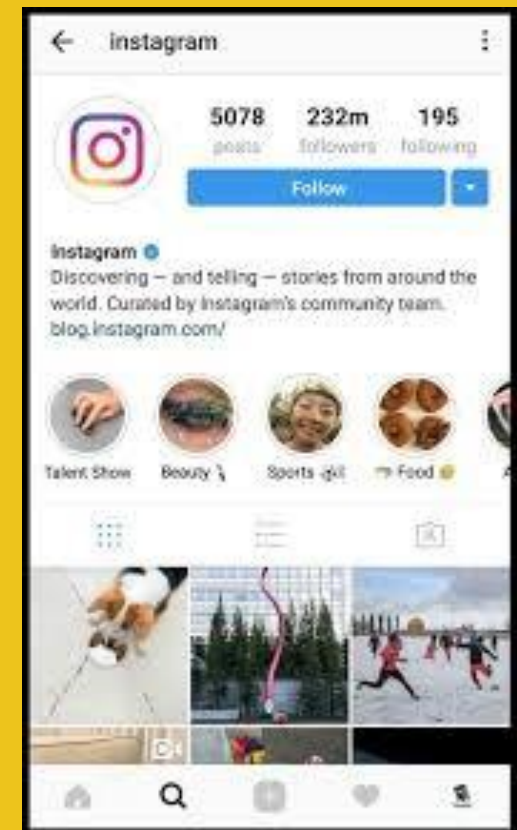 instagram
5078 232m 195
posts followers following
Follow
instagram
Discovering — and telling — stories from around the
world. Curated by Instagram's community team.
blog.instagram.com/
Talent Show Beauty Sports Food